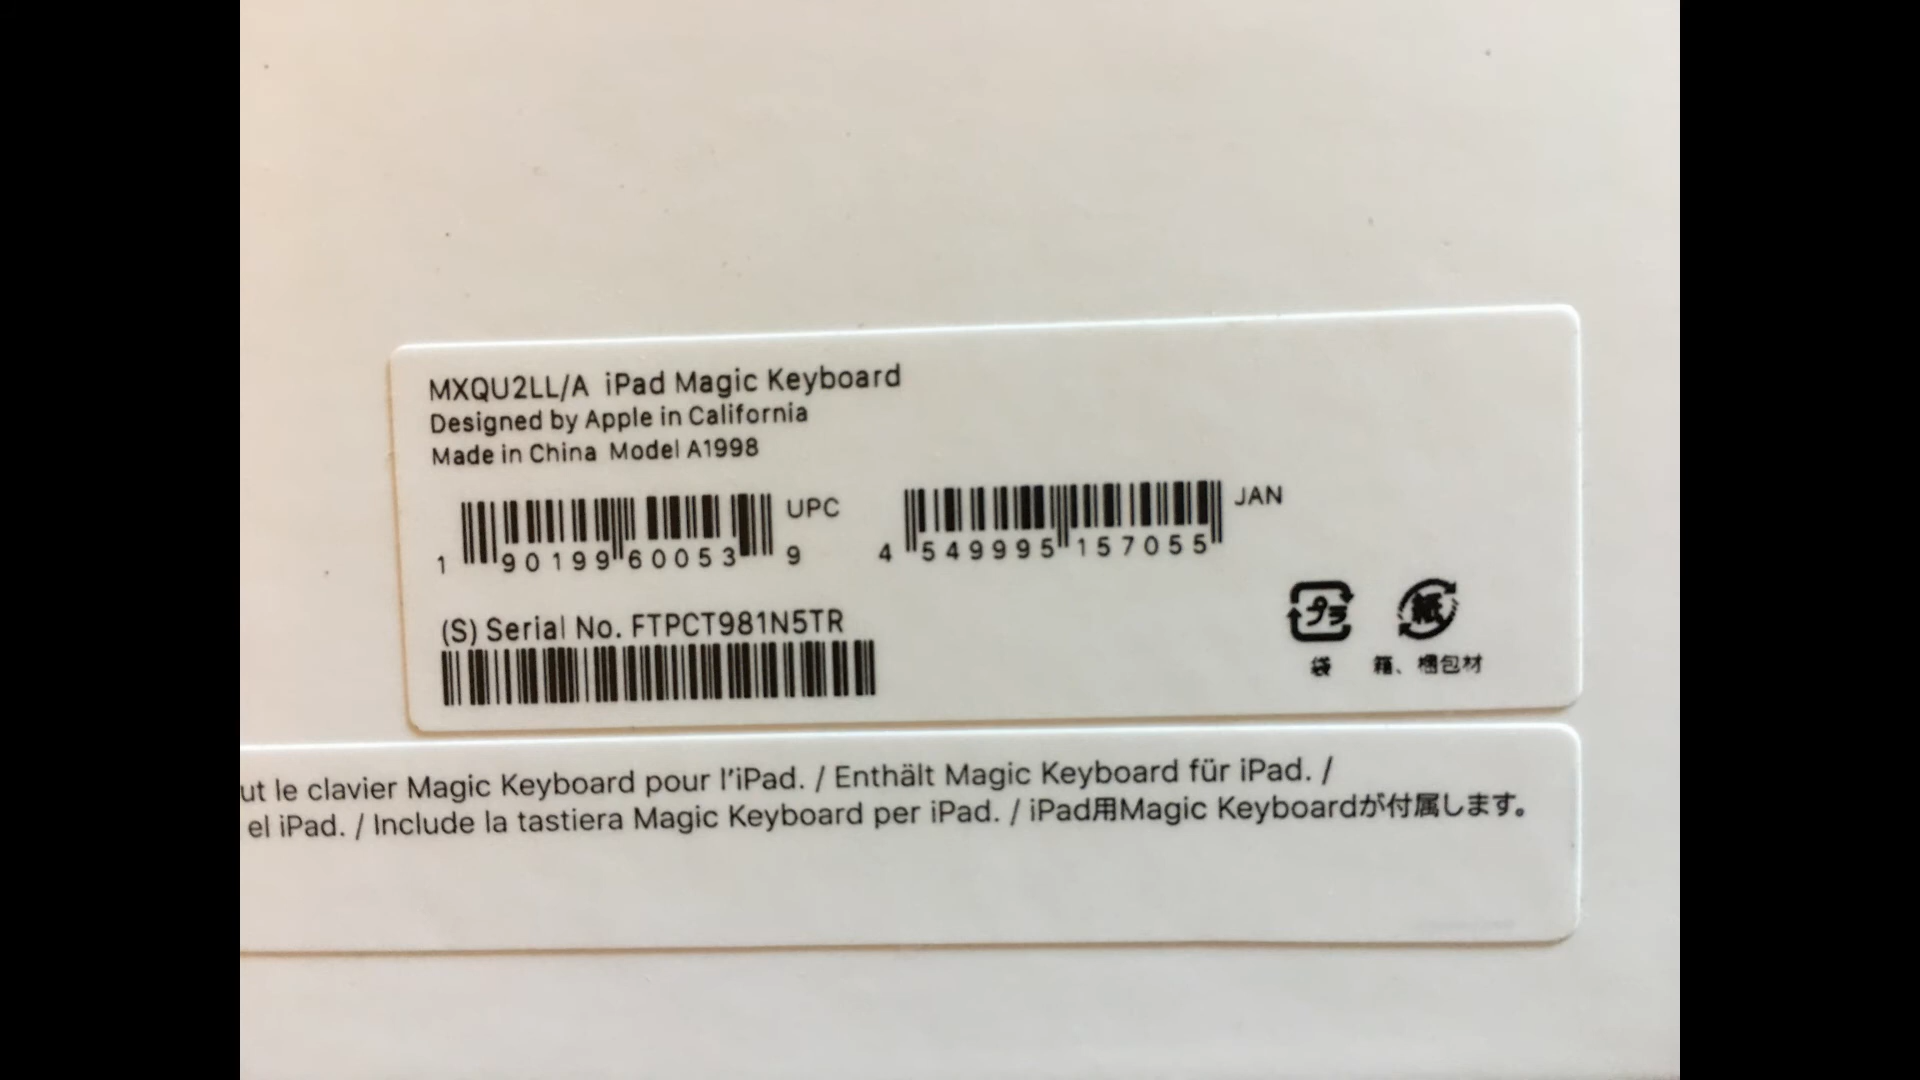 MXQU2LL/A iPad Magic Keyboard
Designed by Apple in California
Made in China Model A1998
UPC
1 90199 60053 9
JAN
4 549995 157055
(S) Serial No. FTPCT981N5TR
プラ 紙
袋 箱、梱包材
ut le clavier Magic Keyboard pour l’iPad. / Enthält Magic Keyboard für iPad. /
el iPad. / Include la tastiera Magic Keyboard per iPad. / iPad用Magic Keyboardが付属します。